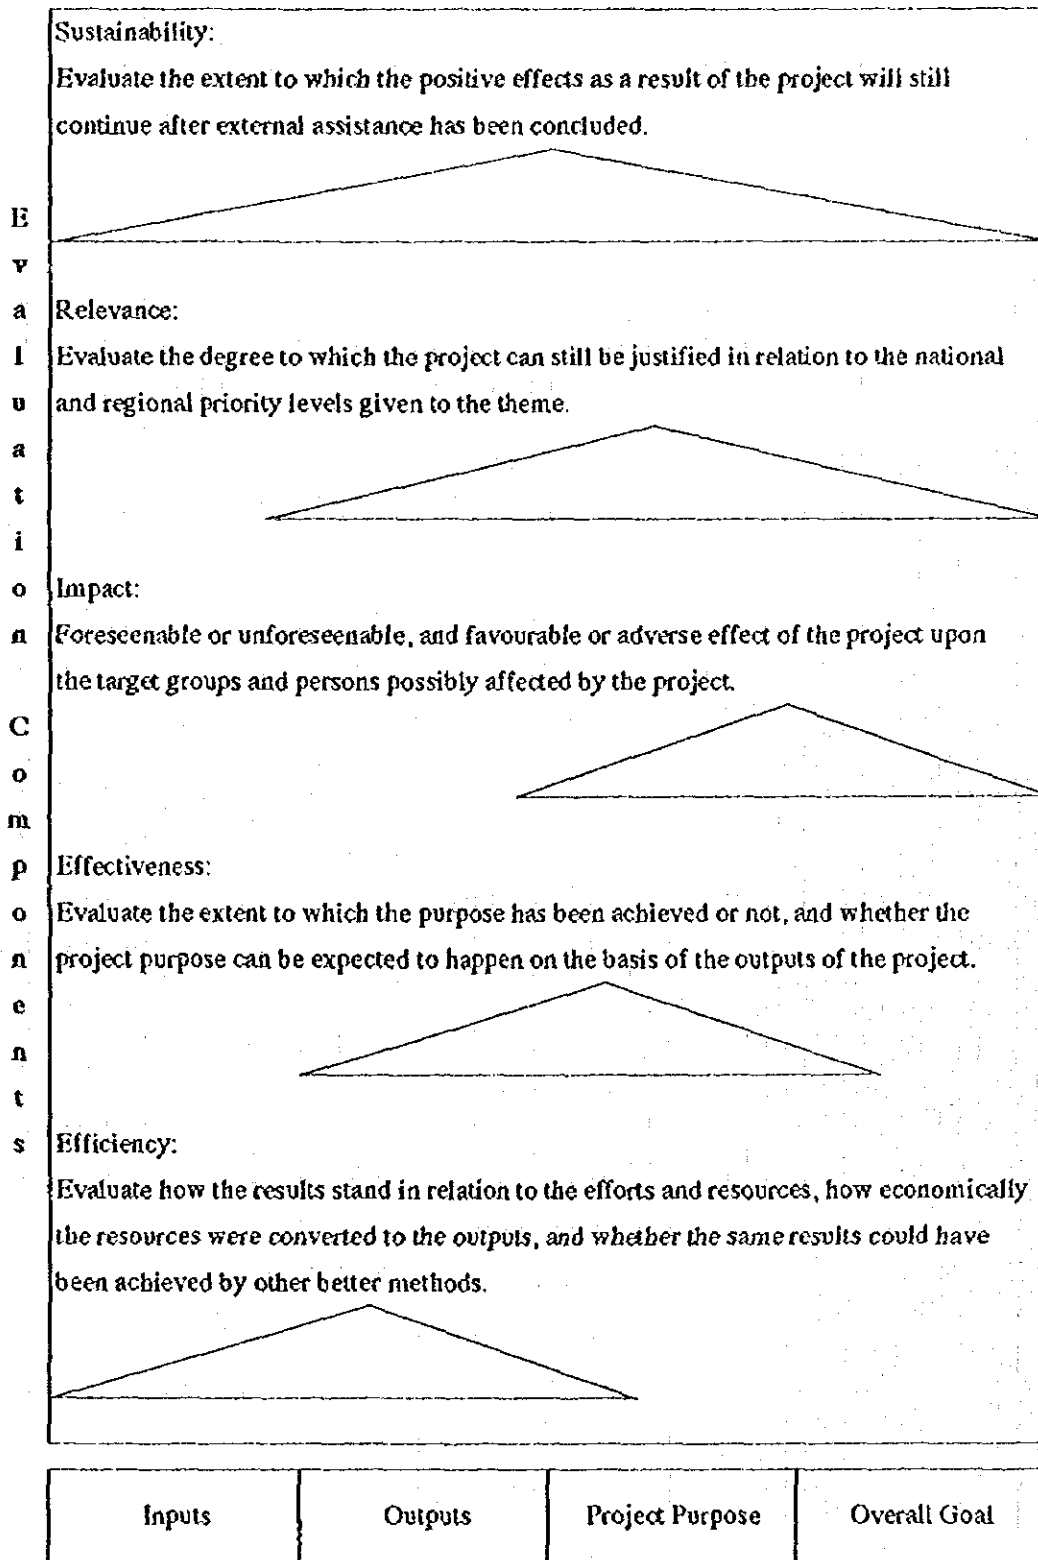 Sustainability:
Evaluate the extent to which the positive effects as a result of the project will still
continue after external assistance has been concluded.
Relevance:
Evaluate the degree to which the project can still be justified in relation to the national
and regional priority levels given to the theme.
Impact:
Foreseenable or unforeseenable, and favourable or adverse effect of the project upon
the target groups and persons possibly affected by the project.
Effectiveness:
Evaluate the extent to which the purpose has been achieved or not, and whether the
project purpose can be expected to happen on the basis of the outputs of the project.
Efficiency:
Evaluate how the results stand in relation to the efforts and resources, how economically
the resources were converted to the outputs, and whether the same results could have
been achieved by other better methods.
Evaluation Components
Inputs Outputs Project Purpose Overall Goal